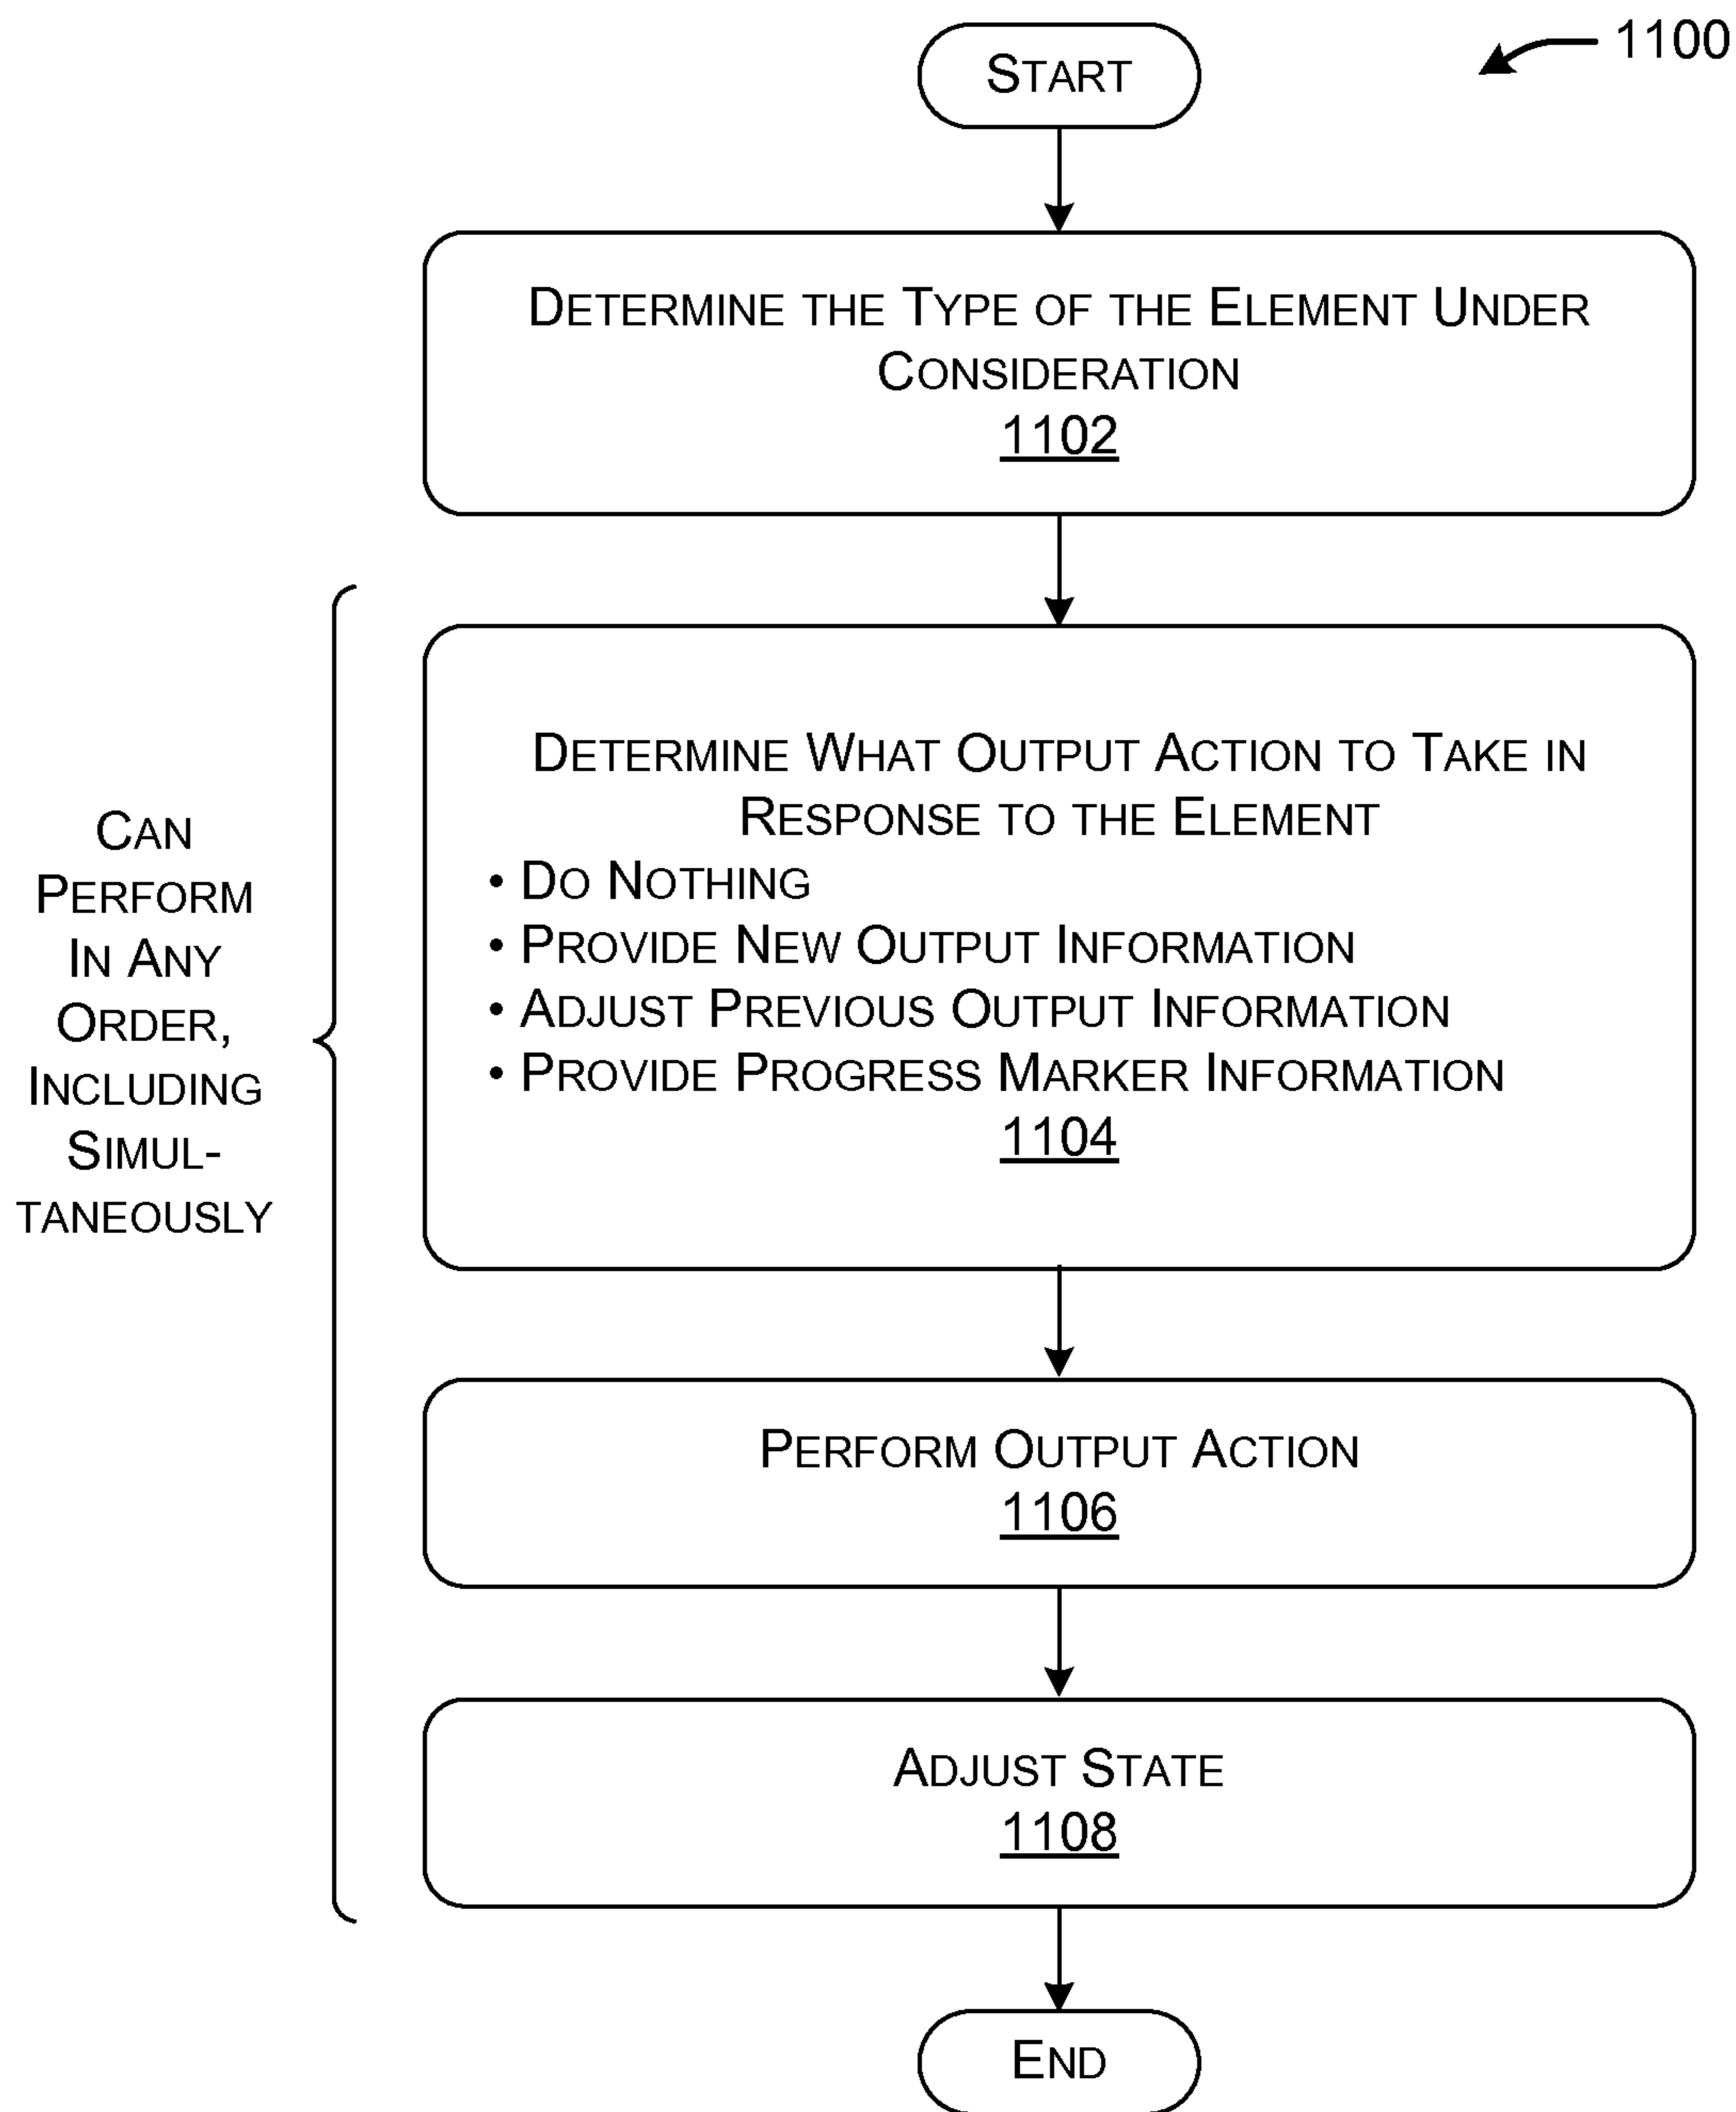 1100
START
DETERMINE THE TYPE OF THE ELEMENT UNDER
CONSIDERATION
1102
DETERMINE WHAT OUTPUT ACTION TO TAKE IN
RESPONSE TO THE ELEMENT
• DO NOTHING
• PROVIDE NEW OUTPUT INFORMATION
• ADJUST PREVIOUS OUTPUT INFORMATION
• PROVIDE PROGRESS MARKER INFORMATION
1104
CAN
PERFORM
IN ANY
ORDER,
INCLUDING
SIMUL-
TANEOUSLY
PERFORM OUTPUT ACTION
1106
ADJUST STATE
1108
END